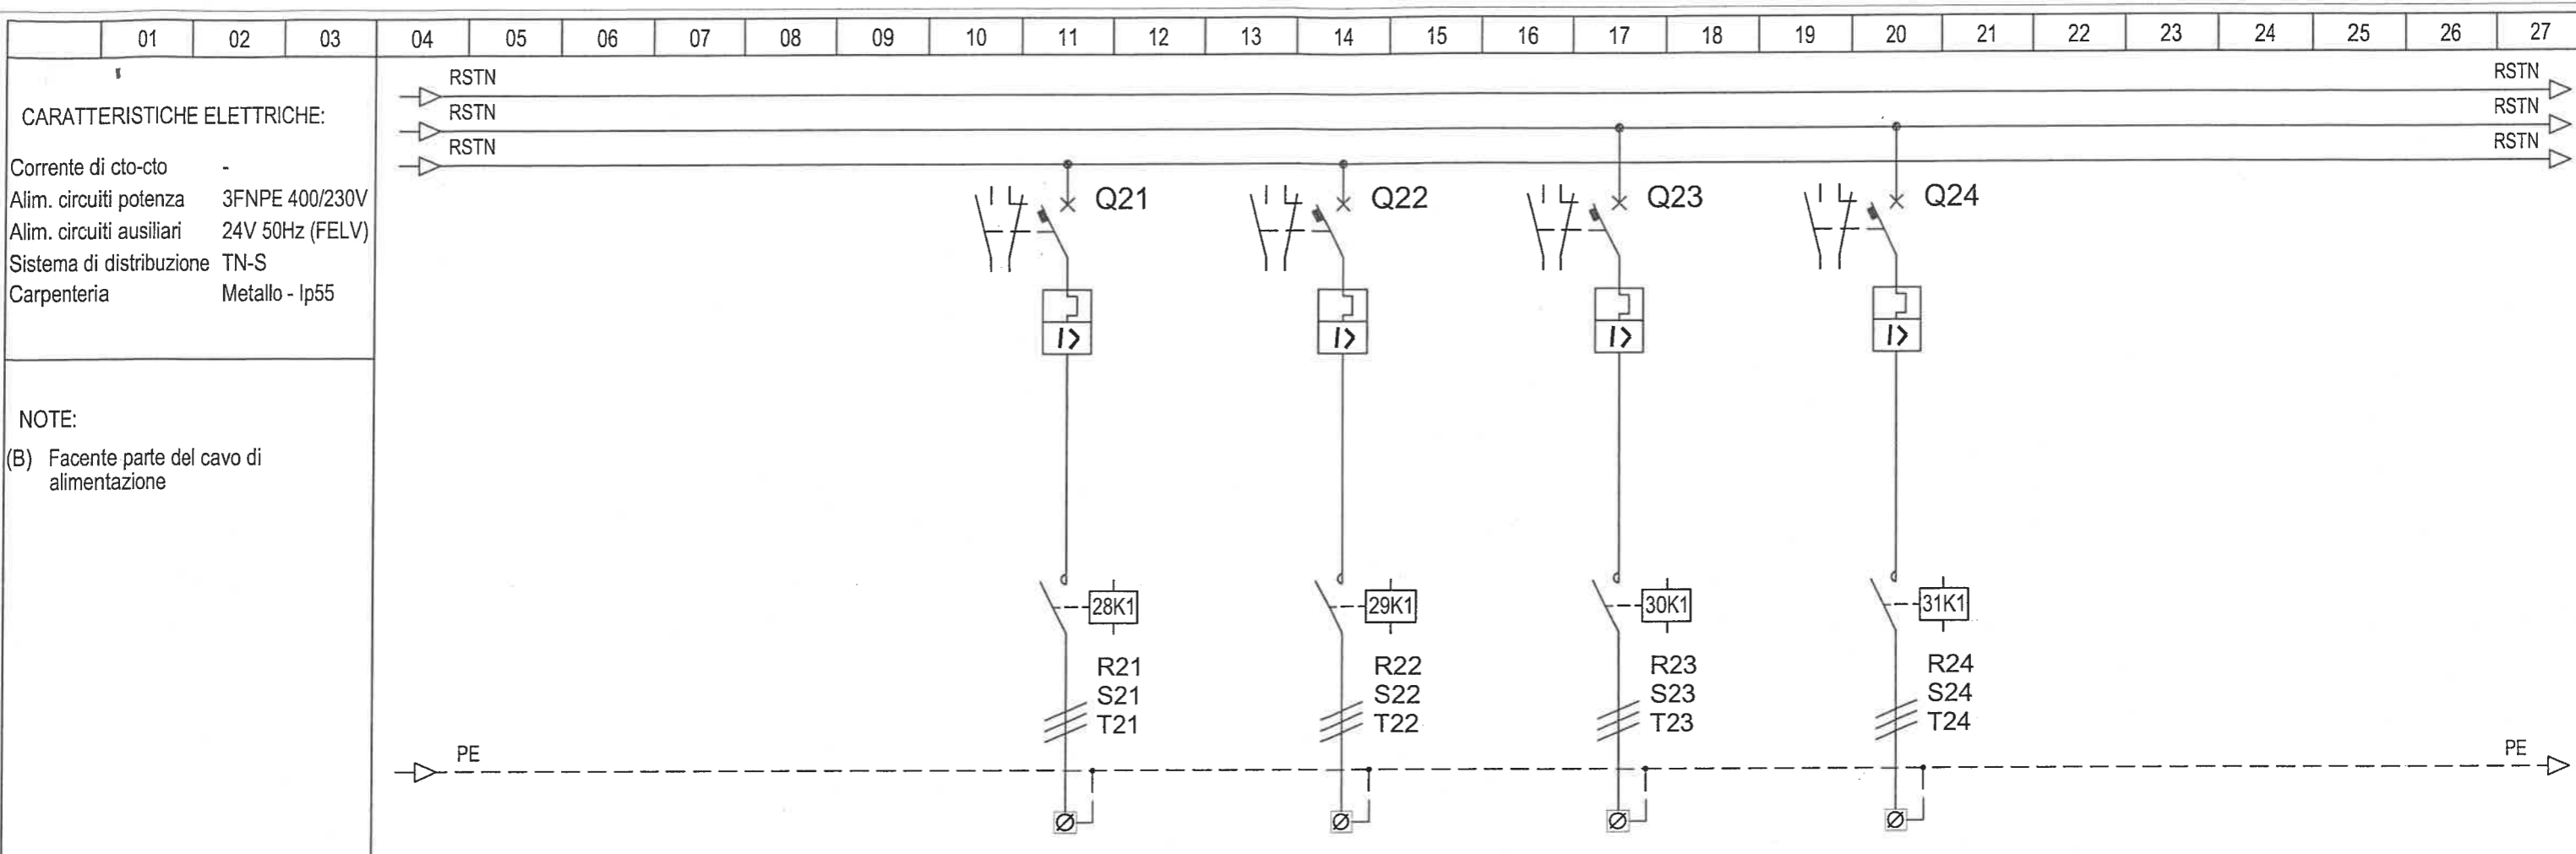 01 02 03 04 05 06 07 08 09 10 11 12 13 14 15 16 17 18 19 20 21 22 23 24 25 26 27
CARATTERISTICHE ELETTRICHE:
Corrente di cto-cto -
Alim. circuiti potenza 3FNPE 400/230V
Alim. circuiti ausiliari 24V 50Hz (FELV)
Sistema di distribuzione TN-S
Carpenteria Metallo - Ip55
NOTE:
(B) Facente parte del cavo di
alimentazione
RSTN RSTN
RSTN RSTN
RSTN RSTN
Q21 Q22 Q23 Q24
I> I> I> I>
28K1 29K1 30K1 31K1
R21 R22 R23 R24
S21 S22 S23 S24
T21 T22 T23 T24
PE PE